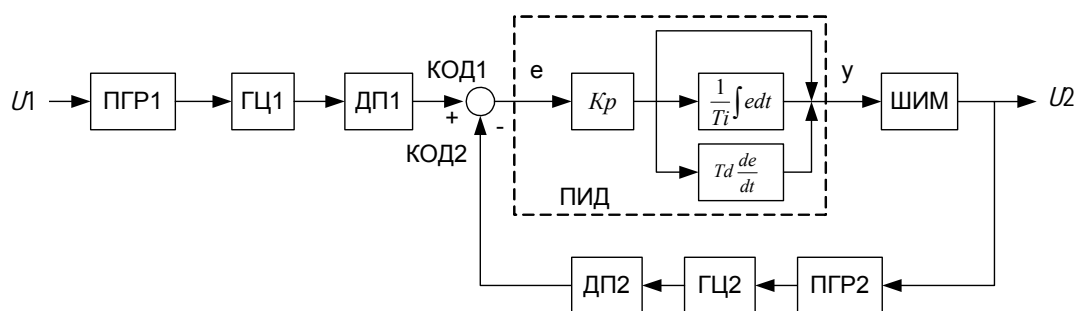 U1
ПГР1
ГЦ1
ДП1
КОД1
+
-
КОД2
e
Kp
1/Ti ∫ edt
Td de/dt
ПИД
y
ШИМ
U2
ДП2
ГЦ2
ПГР2